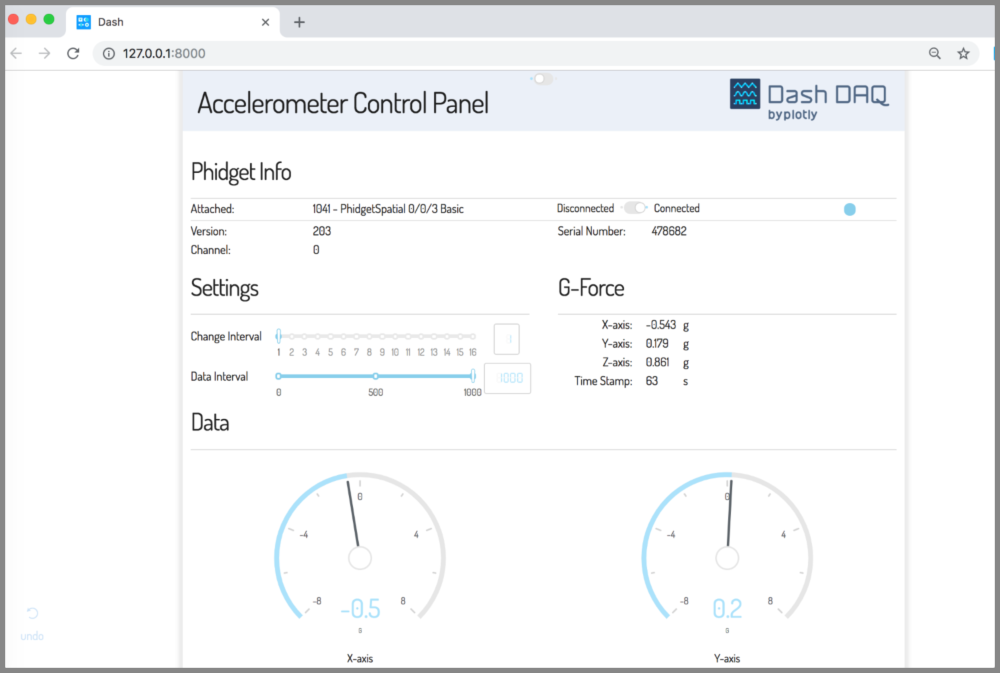 Dash
127.0.0.1:8000
Accelerometer Control Panel
Dash DAQ
by plotly
Phidget Info
Attached: 1041 - PhidgetSpatial 0/0/3 Basic Disconnected Connected
Version: 203 Serial Number: 478682
Channel: 0
Settings
G-Force
Change Interval 1
1 2 3 4 5 6 7 8 9 10 11 12 13 14 15 16
Data Interval 1000
0 500 1000
X-axis: -0.543 g
Y-axis: 0.179 g
Z-axis: 0.861 g
Time Stamp: 63 s
Data
0 0
-4 4 -4 4
-8 8 -8 8
-0.5 0.2
g g
X-axis Y-axis
undo